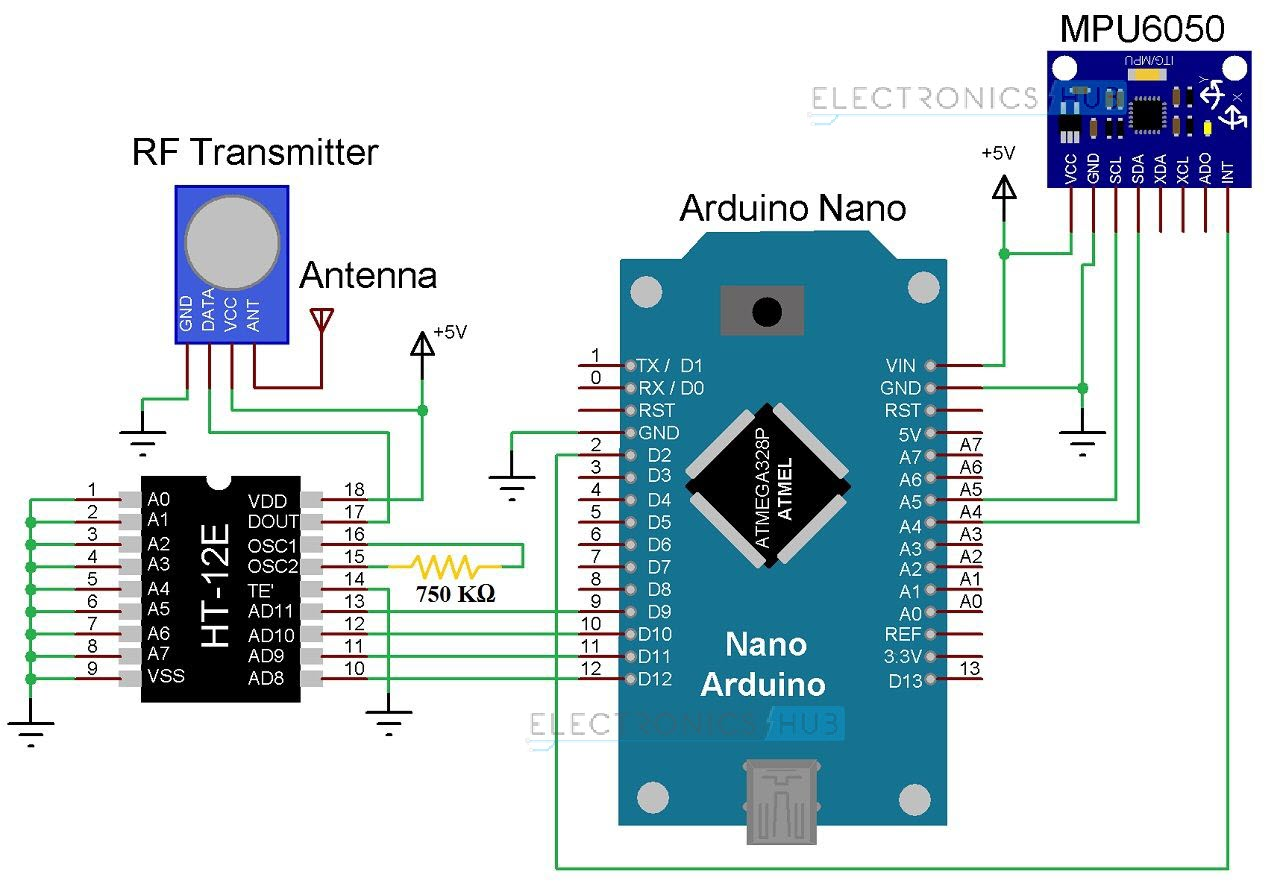 MPU6050
ITG/MPU
Y
X
ELECTRONICS HUB
VCC
GND
SCL
SDA
XDA
XCL
ADO
INT
+5V
RF Transmitter
GND
DATA
VCC
ANT
Antenna
+5V
Arduino Nano
1 TX / D1
0 RX / D0
RST
GND
2 D2
3 D3
4 D4
5 D5
6 D6
7 D7
8 D8
9 D9
10 D10
11 D11
12 D12
VIN
GND
RST
5V
A7 A7
A6 A6
A5 A5
A4 A4
A3 A3
A2 A2
A1 A1
A0 A0
REF
3.3V
D13 13
ATMEGA328P
ATMEL
Nano
Arduino
1 A0
2 A1
3 A2
4 A3
5 A4
6 A5
7 A6
8 A7
9 VSS
HT-12E
VDD 18
DOUT 17
OSC1 16
OSC2 15
TE' 14
AD11 13
AD10 12
AD9 11
AD8 10
750 KΩ
ELECTRONICS HUB